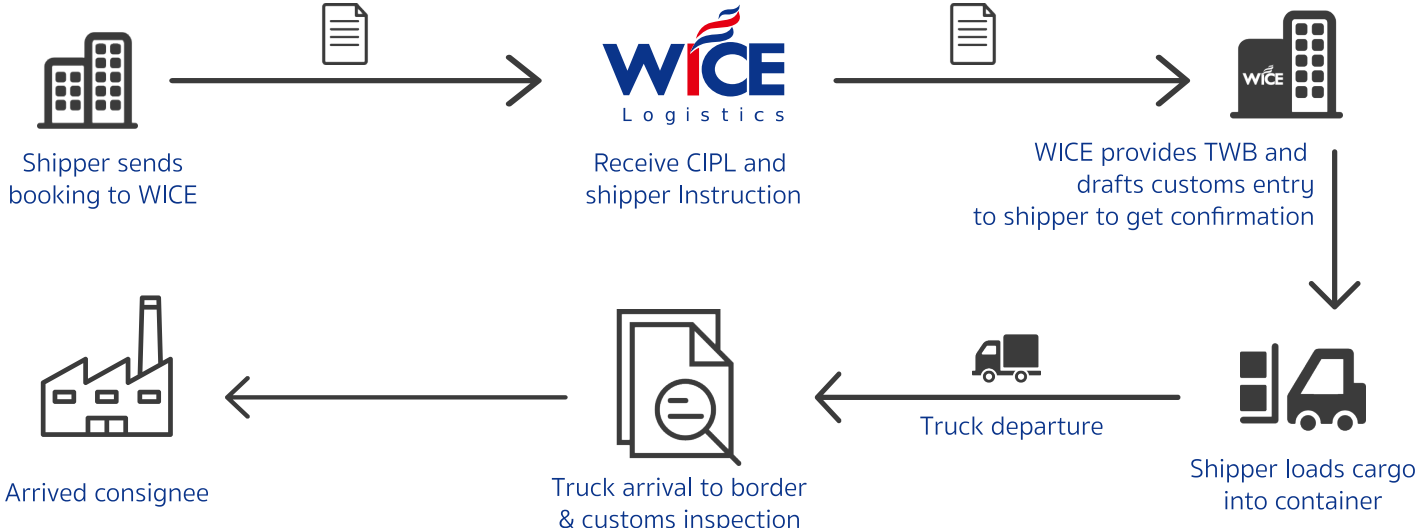 WICE
Logistics
WICE
Shipper sends
booking to WICE
Receive CIPL and
shipper Instruction
WICE provides TWB and
drafts customs entry
to shipper to get confirmation
Truck departure
Shipper loads cargo
into container
Truck arrival to border
& customs inspection
Arrived consignee